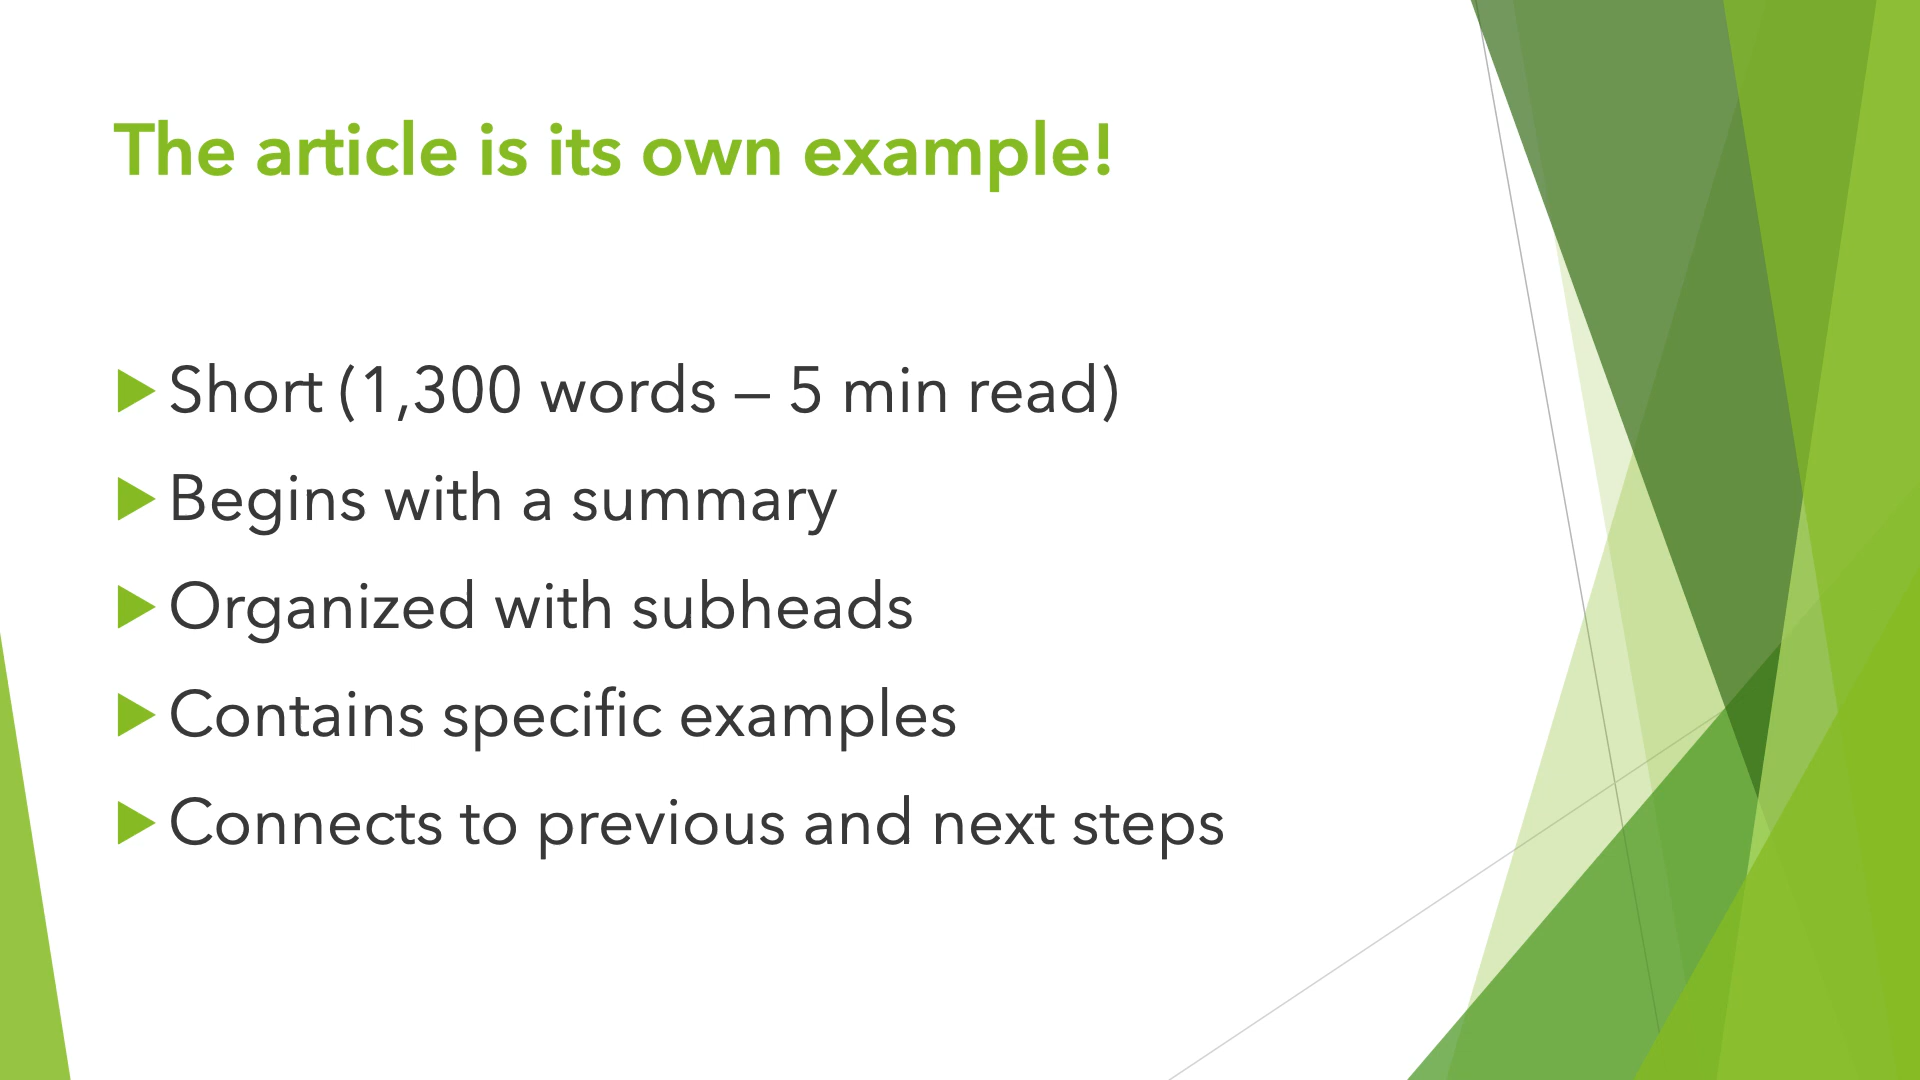 The article is its own example!
Short (1,300 words – 5 min read)
Begins with a summary
Organized with subheads
Contains specific examples
Connects to previous and next steps